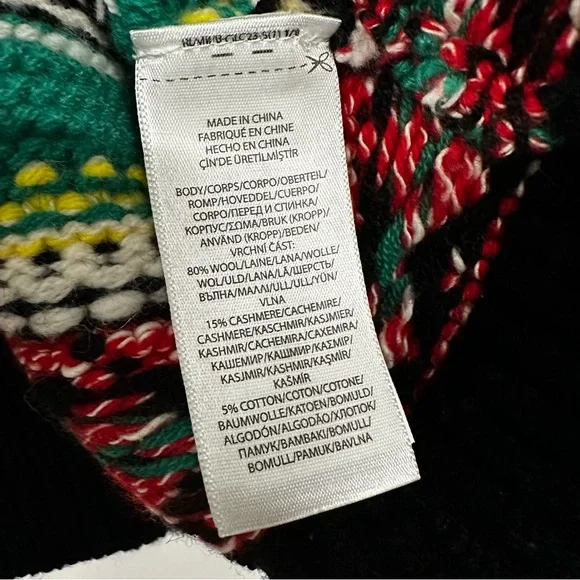 MADE IN CHINA
FABRIQUÉ EN CHINE
HECHO EN CHINA
ÇİN'DE ÜRETİLMİŞTİR
BODY/CORPS/CORPO/OBERTEIL/
ROMP/HOVEDDEL/CUERPO/
CORPO/ПЕРЕД И СПИНКА/
КОРПУС/ΣΩΜΑ/BRUK (KROPP)/
ANVÄND (KROPP)/BEDEN/
VRCHNÍ ČÁST:
80% WOOL/LAINE/LANA/WOLLE/
WOL/ULD/LANA/LÃ/ШЕРСТЬ/
ВЪЛНА/ΜΑΛΛΙ/ULL/ULL/YÜN/
VLNA
15% CASHMERE/CACHEMIRE/
CASHMERE/KASCHMIR/KASJMIER/
KASHMIR/CACHEMIRA/CAXEMIRA/
КАШЕМИР/КАШМИР/ΚΑΣΜΙΡ/
KASJMIR/KASHMIR/KAŞMİR/
KAŠMÍR
5% COTTON/COTON/COTONE/
BAUMWOLLE/KATOEN/BOMULD/
ALGODÓN/ALGODÃO/ХЛОПОК/
ПАМУК/ΒΑΜΒΑΚΙ/BOMULL/
BOMULL/PAMUK/BAVLNA